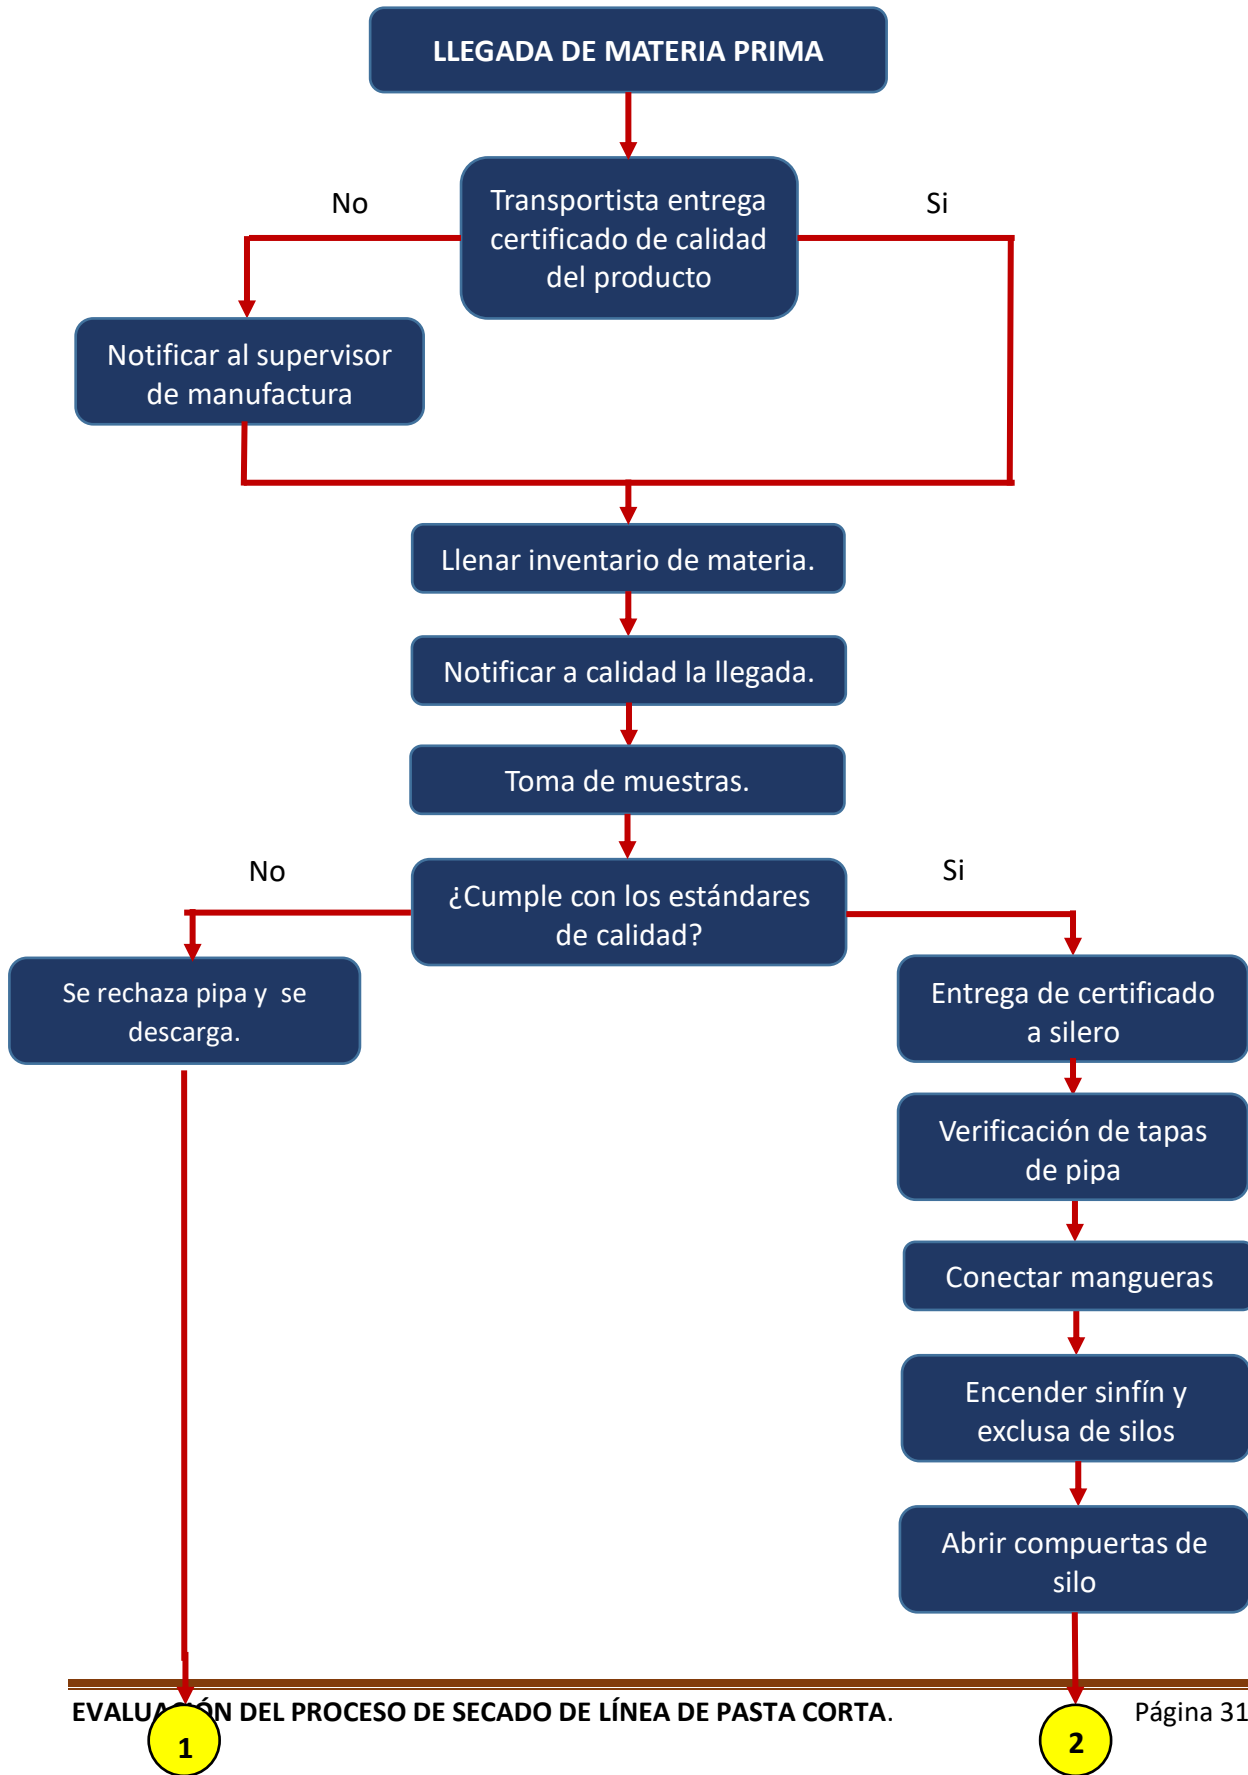 LLEGADA DE MATERIA PRIMA
No
Transportista entrega
certificado de calidad
del producto
Si
Notificar al supervisor
de manufactura
Llenar inventario de materia.
Notificar a calidad la llegada.
Toma de muestras.
No
¿Cumple con los estándares
de calidad?
Si
Se rechaza pipa y se
descarga.
Entrega de certificado
a silero
Verificación de tapas
de pipa
Conectar mangueras
Encender sinfín y
exclusa de silos
Abrir compuertas de
silo
EVALUACIÓN DEL PROCESO DE SECADO DE LÍNEA DE PASTA CORTA.
Página 31
1
2